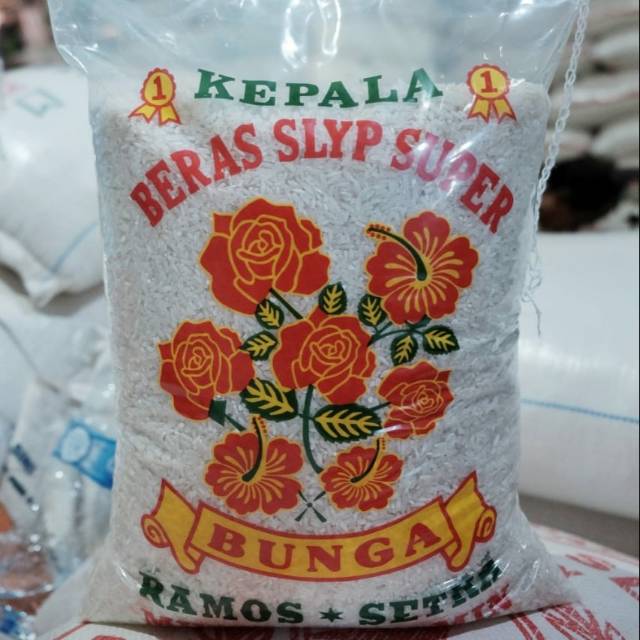 1 KEPALA 1
BERAS SLYP SUPER
BUNGA
RAMOS ★ SETRA